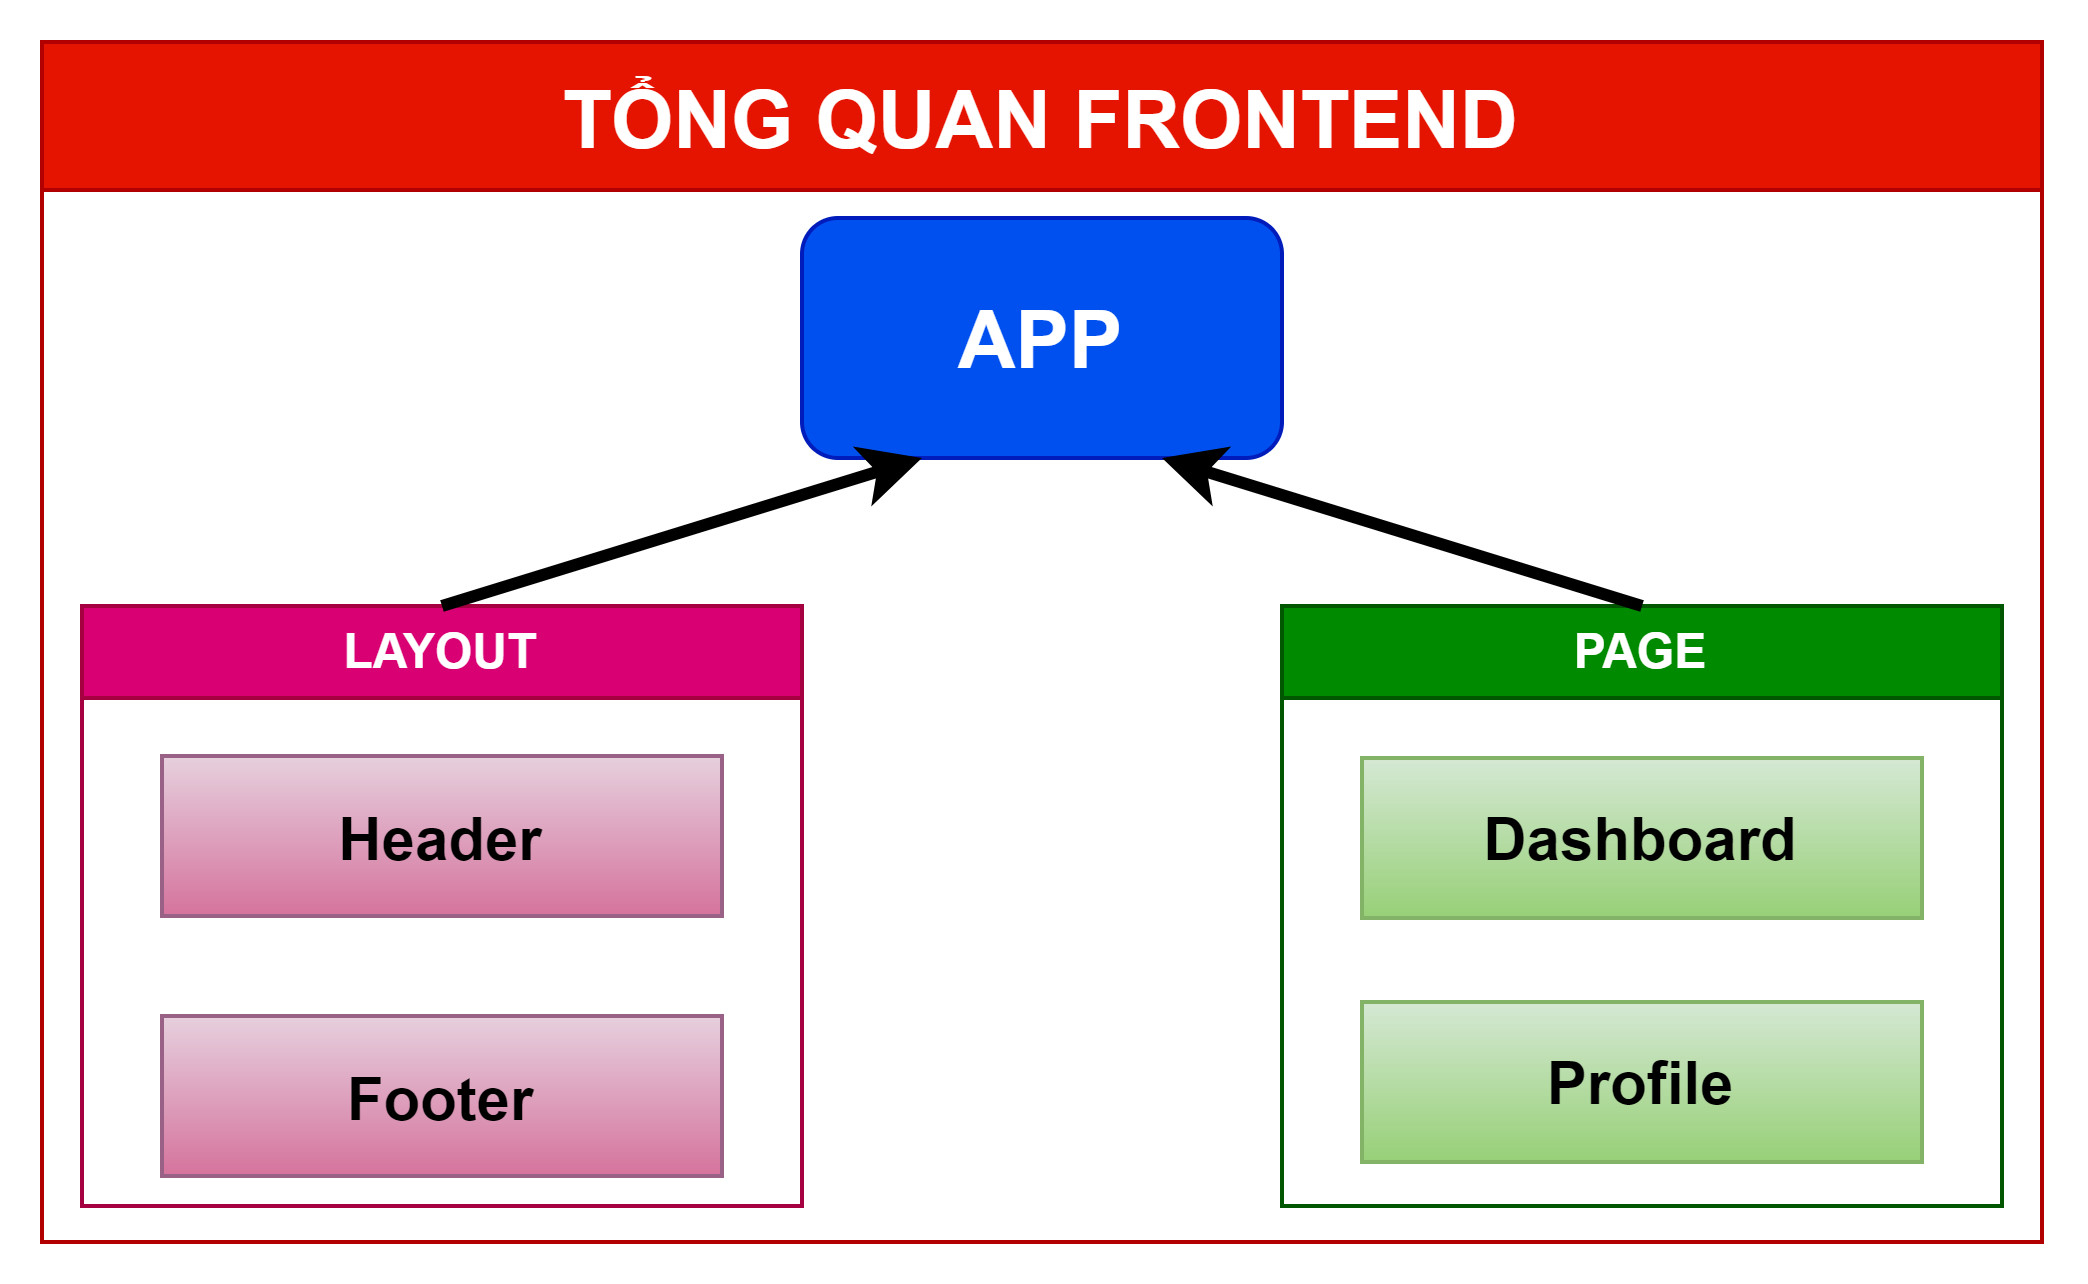 TỔNG QUAN FRONTEND
APP
LAYOUT
Header
Footer
PAGE
Dashboard
Profile